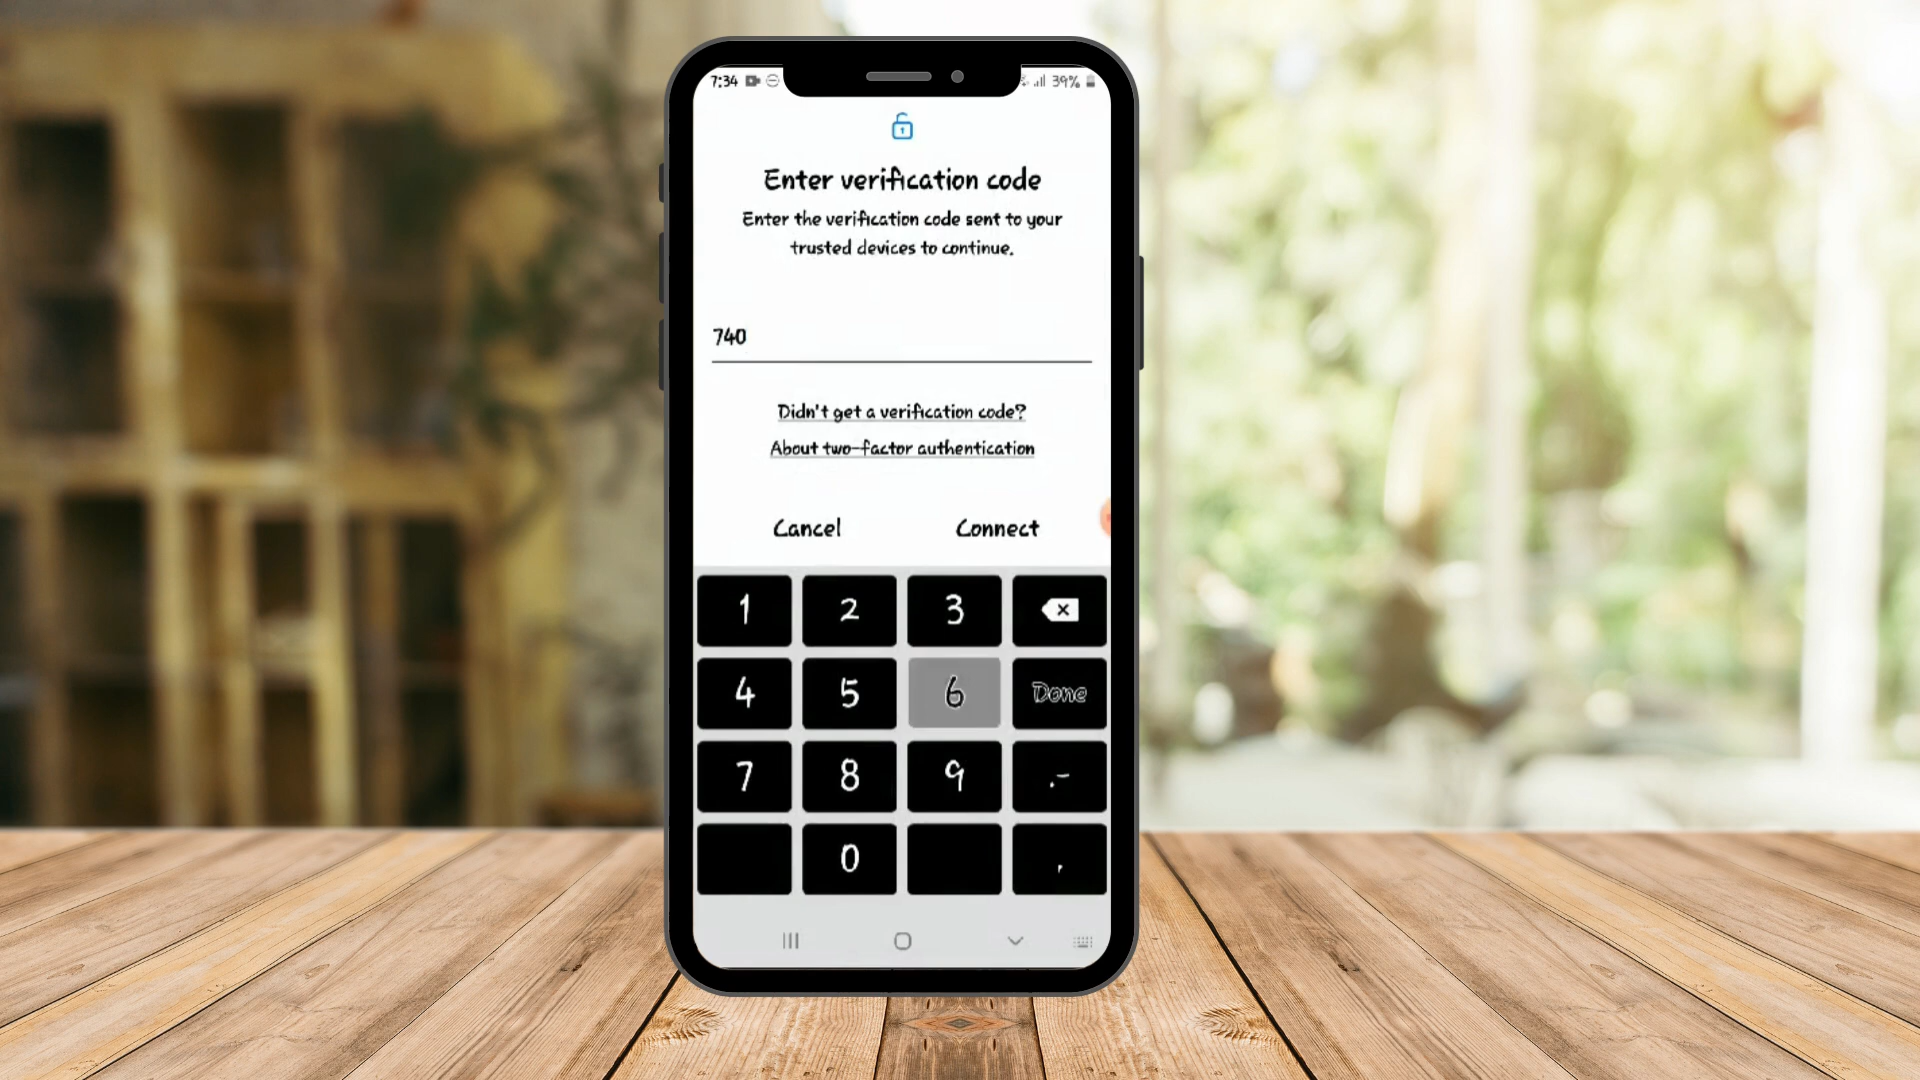 7:34 39%
Enter verification code
Enter the verification code sent to your
trusted devices to continue.
740
Didn't get a verification code?
About two-factor authentication
Cancel Connect
1 2 3
4 5 6 Done
7 8 9 .-
0 ,